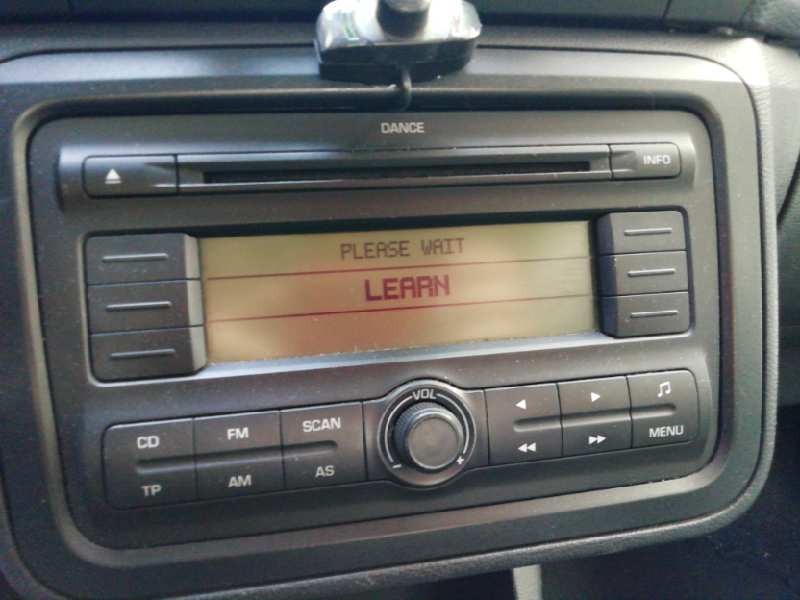 DANCE
INFO
PLEASE WAIT
LEARN
VOL
- +
CD FM SCAN
TP AM AS
MENU